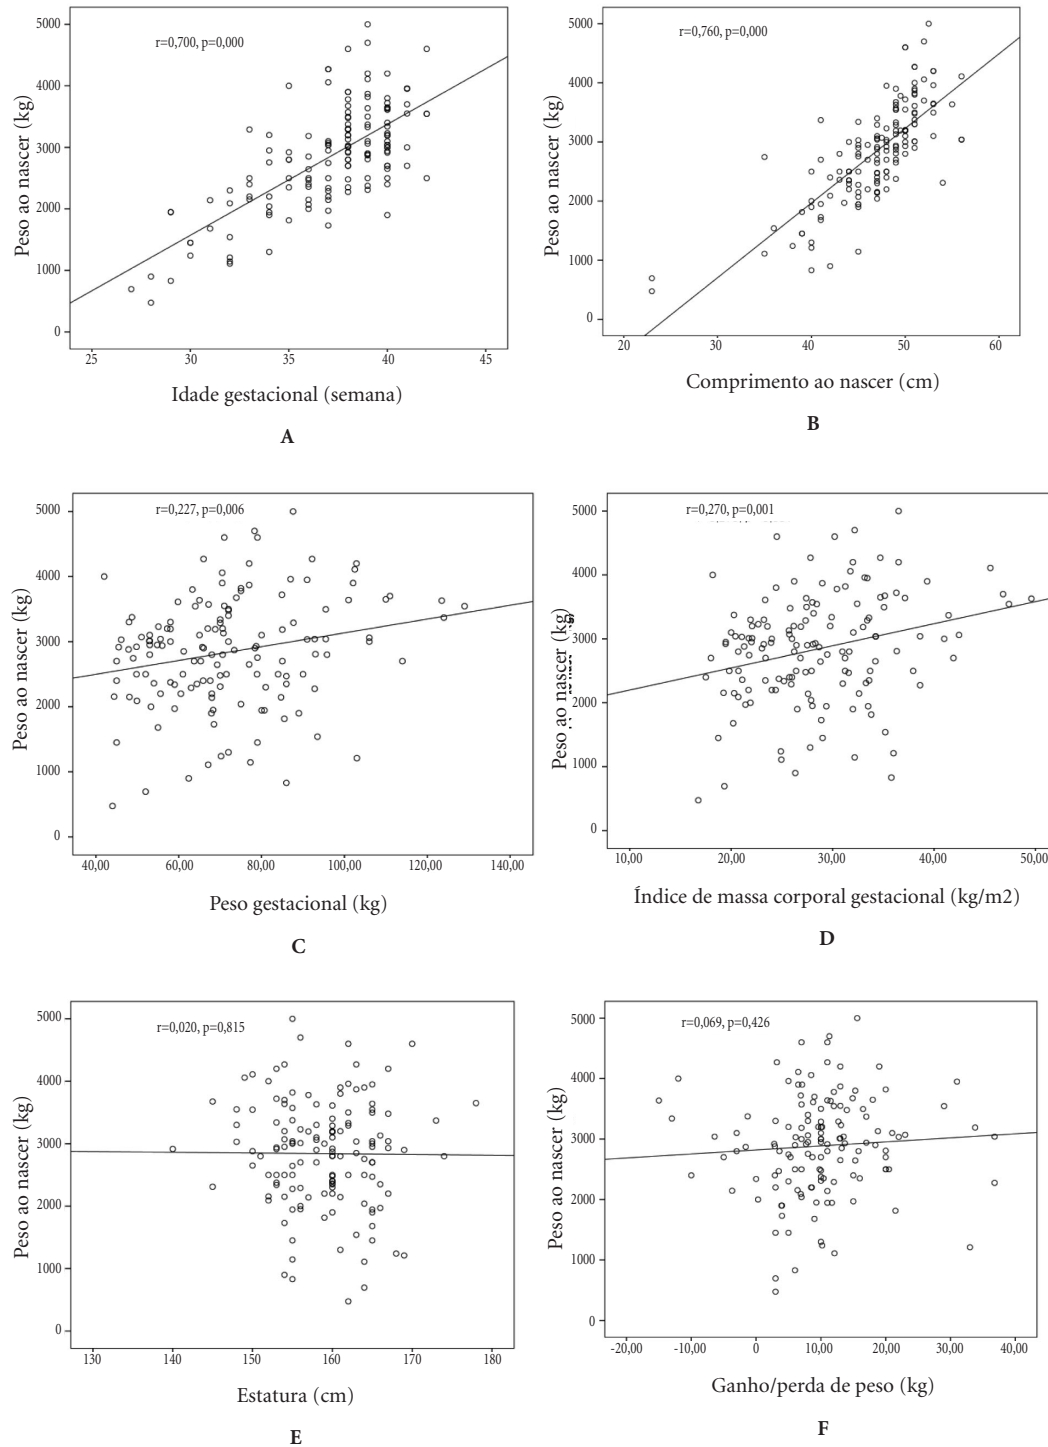 r=0,700, p=0,000
Peso ao nascer (kg)
5000
4000
3000
2000
1000
0
25 30 35 40 45
Idade gestacional (semana)
A
r=0,760, p=0,000
Peso ao nascer (kg)
5000
4000
3000
2000
1000
0
20 30 40 50 60
Comprimento ao nascer (cm)
B
r=0,227, p=0,006
Peso ao nascer (kg)
5000
4000
3000
2000
1000
0
40,00 60,00 80,00 100,00 120,00 140,00
Peso gestacional (kg)
C
r=0,270, p=0,001
Peso ao nascer (kg)
5000
4000
3000
2000
1000
0
10,00 20,00 30,00 40,00 50,00
Índice de massa corporal gestacional (kg/m2)
D
r=0,020, p=0,815
Peso ao nascer (kg)
5000
4000
3000
2000
1000
0
130 140 150 160 170 180
Estatura (cm)
E
r=0,069, p=0,426
Peso ao nascer (kg)
5000
4000
3000
2000
1000
0
-20,00 -10,00 0 10,00 20,00 30,00 40,00
Ganho/perda de peso (kg)
F